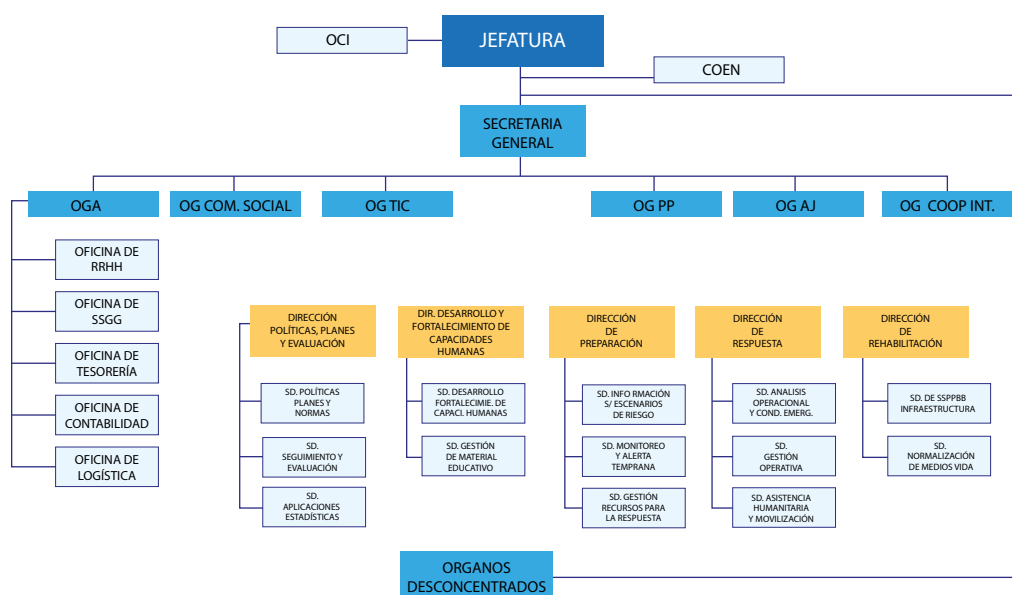 OCI
JEFATURA
COEN
SECRETARIA
GENERAL
OGA
OG COM. SOCIAL
OG TIC
OG PP
OG AJ
OG COOP INT.
OFICINA DE
RRHH
OFICINA DE
SSGG
OFICINA DE
TESORERÍA
OFICINA DE
CONTABILIDAD
OFICINA DE
LOGÍSTICA
DIRECCIÓN
POLÍTICAS, PLANES
Y EVALUACIÓN
SD. POLÍTICAS
PLANES Y
NORMAS
SD.
SEGUIMIENTO Y
EVALUACIÓN
SD.
APLICACIONES
ESTADÍSTICAS
DIR. DESARROLLO Y
FORTALECIMIENTO DE
CAPACIDADES
HUMANAS
SD. DESARROLLO
FORTALECIMIE. DE
CAPACI. HUMANAS
SD. GESTIÓN
DE MATERIAL
EDUCATIVO
DIRECCIÓN
DE
PREPARACIÓN
SD. INFO RMACIÓN
S/ ESCENARIOS
DE RIESGO
SD. MONITOREO
Y ALERTA
TEMPRANA
SD. GESTIÓN
RECURSOS PARA
LA RESPUESTA
DIRECCIÓN
DE
RESPUESTA
SD. ANALISIS
OPERACIONAL
Y COND. EMERG.
SD.
GESTIÓN
OPERATIVA
SD. ASISTENCIA
HUMANITARIA
Y MOVILIZACIÓN
DIRECCIÓN
DE
REHABILITACIÓN
SD. DE SSPPBB
INFRAESTRUCTURA
SD.
NORMALIZACIÓN
DE MEDIOS VIDA
ORGANOS
DESCONCENTRADOS